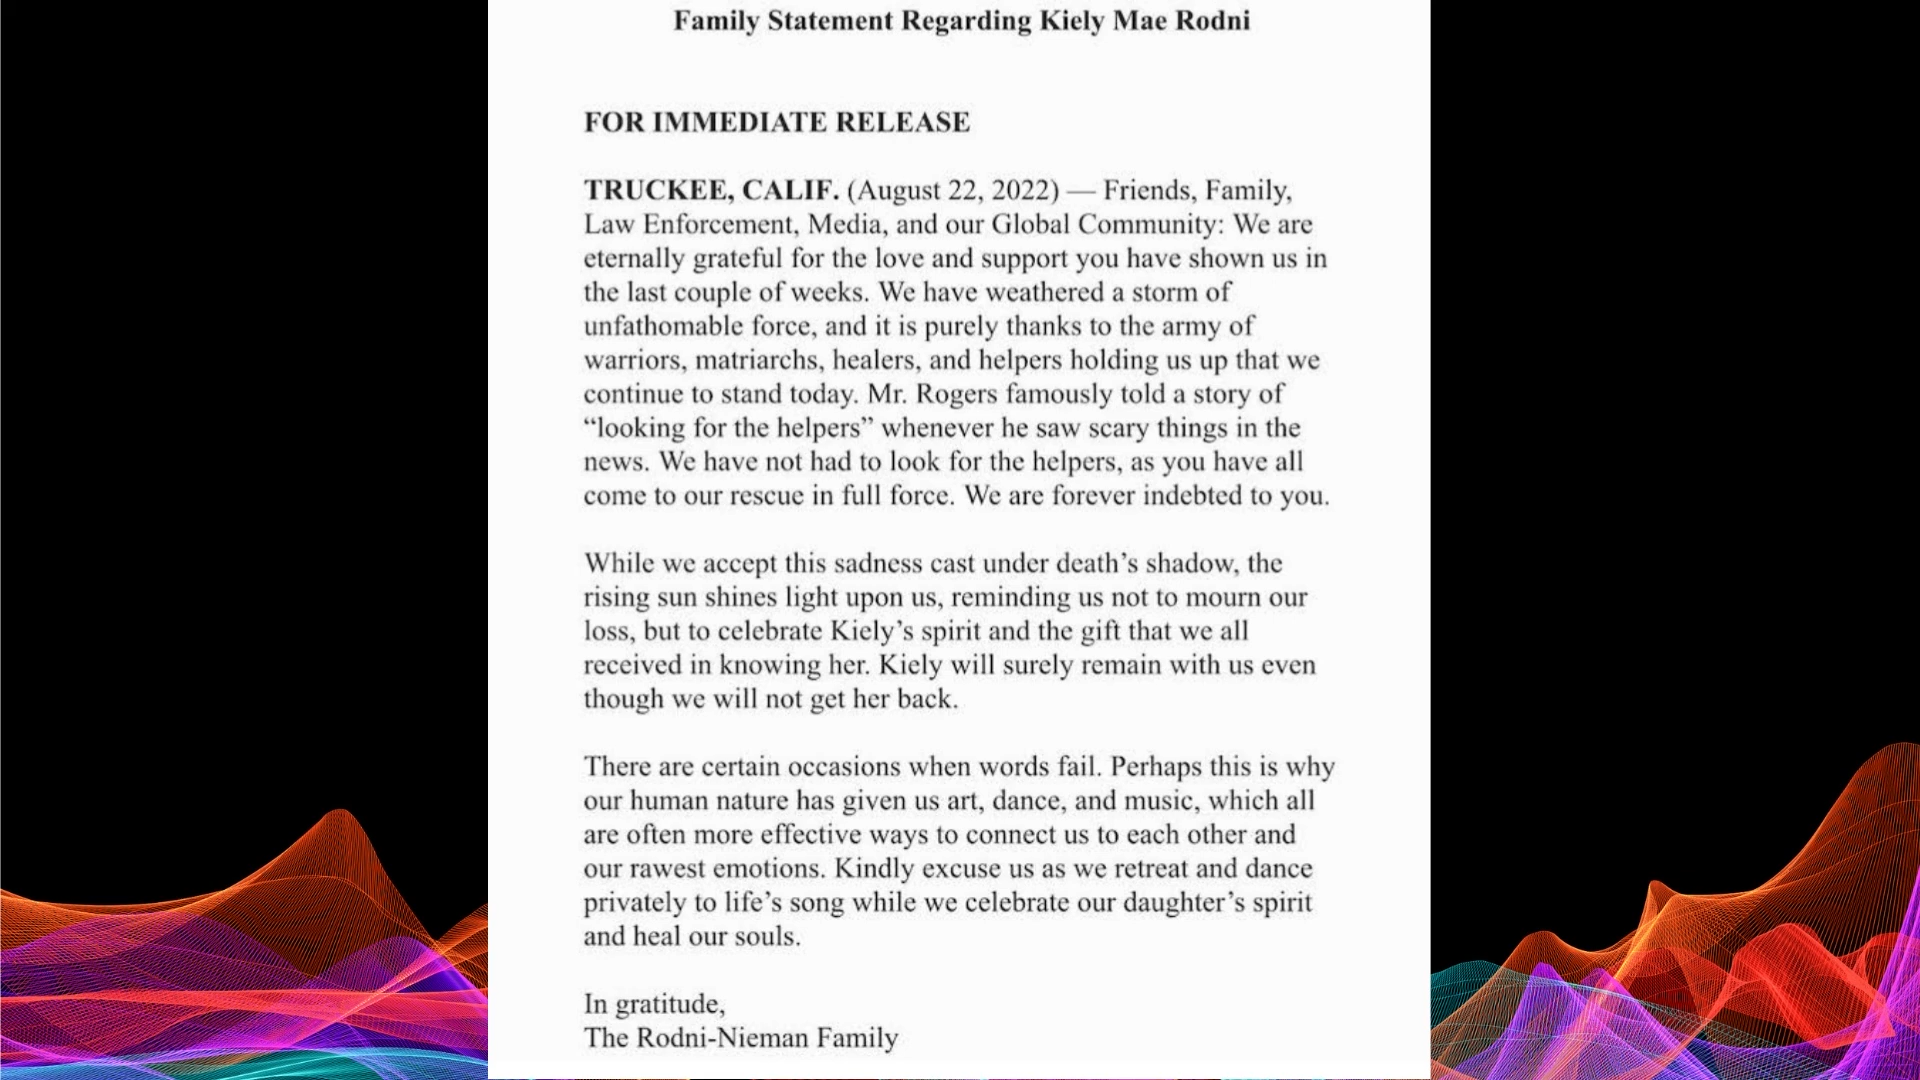 Family Statement Regarding Kiely Mae Rodni
FOR IMMEDIATE RELEASE
TRUCKEE, CALIF. (August 22, 2022) — Friends, Family,
Law Enforcement, Media, and our Global Community: We are
eternally grateful for the love and support you have shown us in
the last couple of weeks. We have weathered a storm of
unfathomable force, and it is purely thanks to the army of
warriors, matriarchs, healers, and helpers holding us up that we
continue to stand today. Mr. Rogers famously told a story of
“looking for the helpers” whenever he saw scary things in the
news. We have not had to look for the helpers, as you have all
come to our rescue in full force. We are forever indebted to you.
While we accept this sadness cast under death’s shadow, the
rising sun shines light upon us, reminding us not to mourn our
loss, but to celebrate Kiely’s spirit and the gift that we all
received in knowing her. Kiely will surely remain with us even
though we will not get her back.
There are certain occasions when words fail. Perhaps this is why
our human nature has given us art, dance, and music, which all
are often more effective ways to connect us to each other and
our rawest emotions. Kindly excuse us as we retreat and dance
privately to life’s song while we celebrate our daughter’s spirit
and heal our souls.
In gratitude,
The Rodni-Nieman Family